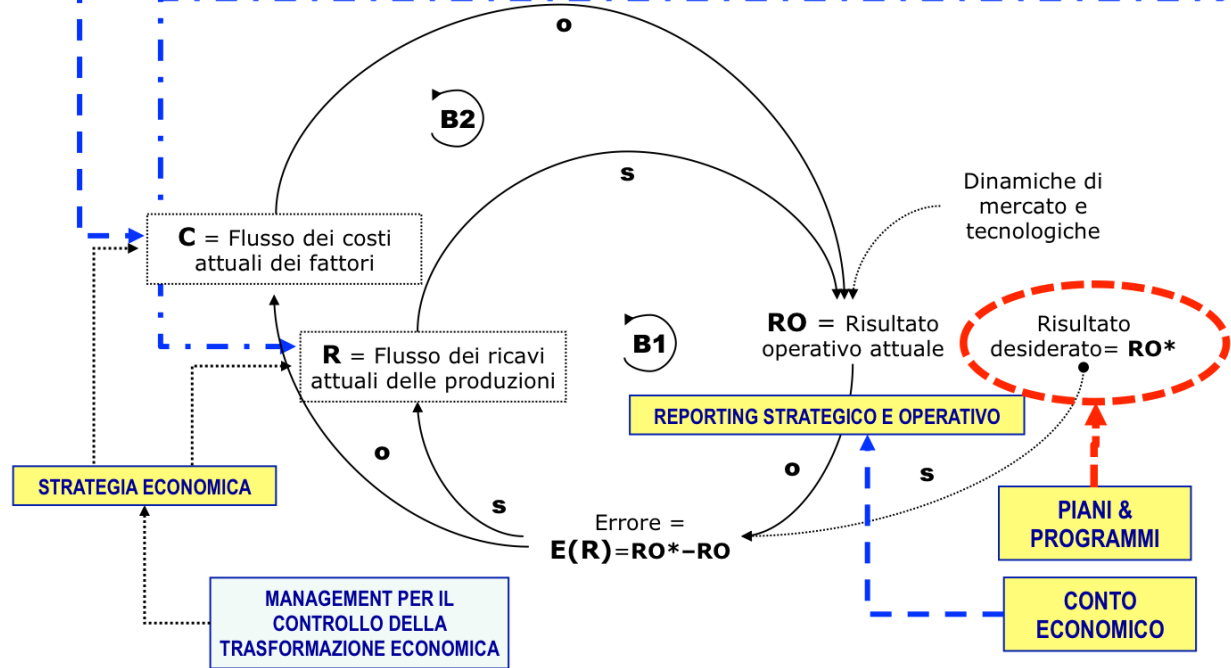 o
B2
s
Dinamiche di
mercato e
tecnologiche
C = Flusso dei costi
attuali dei fattori
RO = Risultato
operativo attuale
Risultato
desiderato= RO*
B1
R = Flusso dei ricavi
attuali delle produzioni
REPORTING STRATEGICO E OPERATIVO
o
o
s
STRATEGIA ECONOMICA
s
Errore =
E(R)=RO*–RO
PIANI &
PROGRAMMI
MANAGEMENT PER IL
CONTROLLO DELLA
TRASFORMAZIONE ECONOMICA
CONTO
ECONOMICO